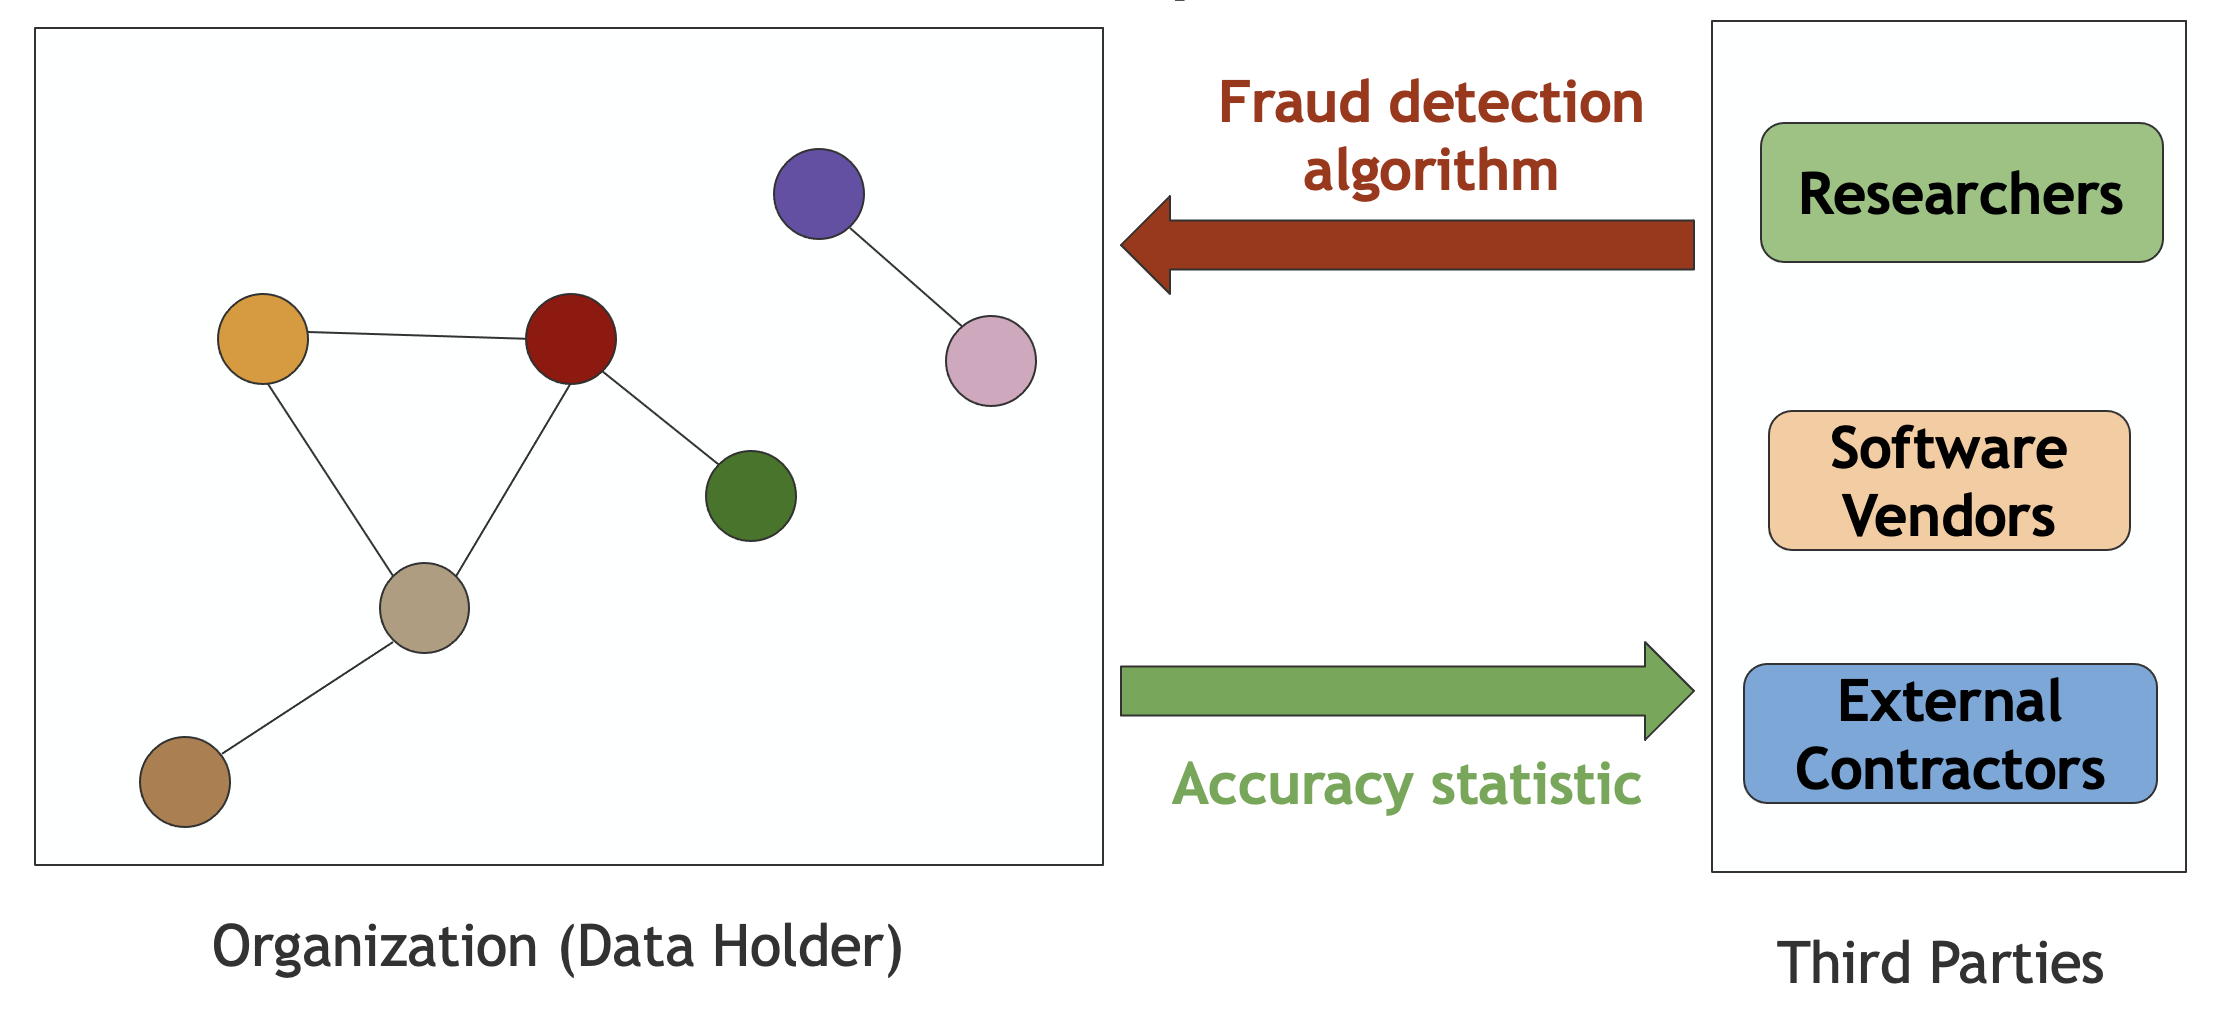 Fraud detection
algorithm
Researchers
Software
Vendors
External
Contractors
Accuracy statistic
Organization (Data Holder)
Third Parties